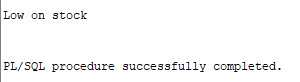 Low on stock
PL/SQL procedure successfully completed.